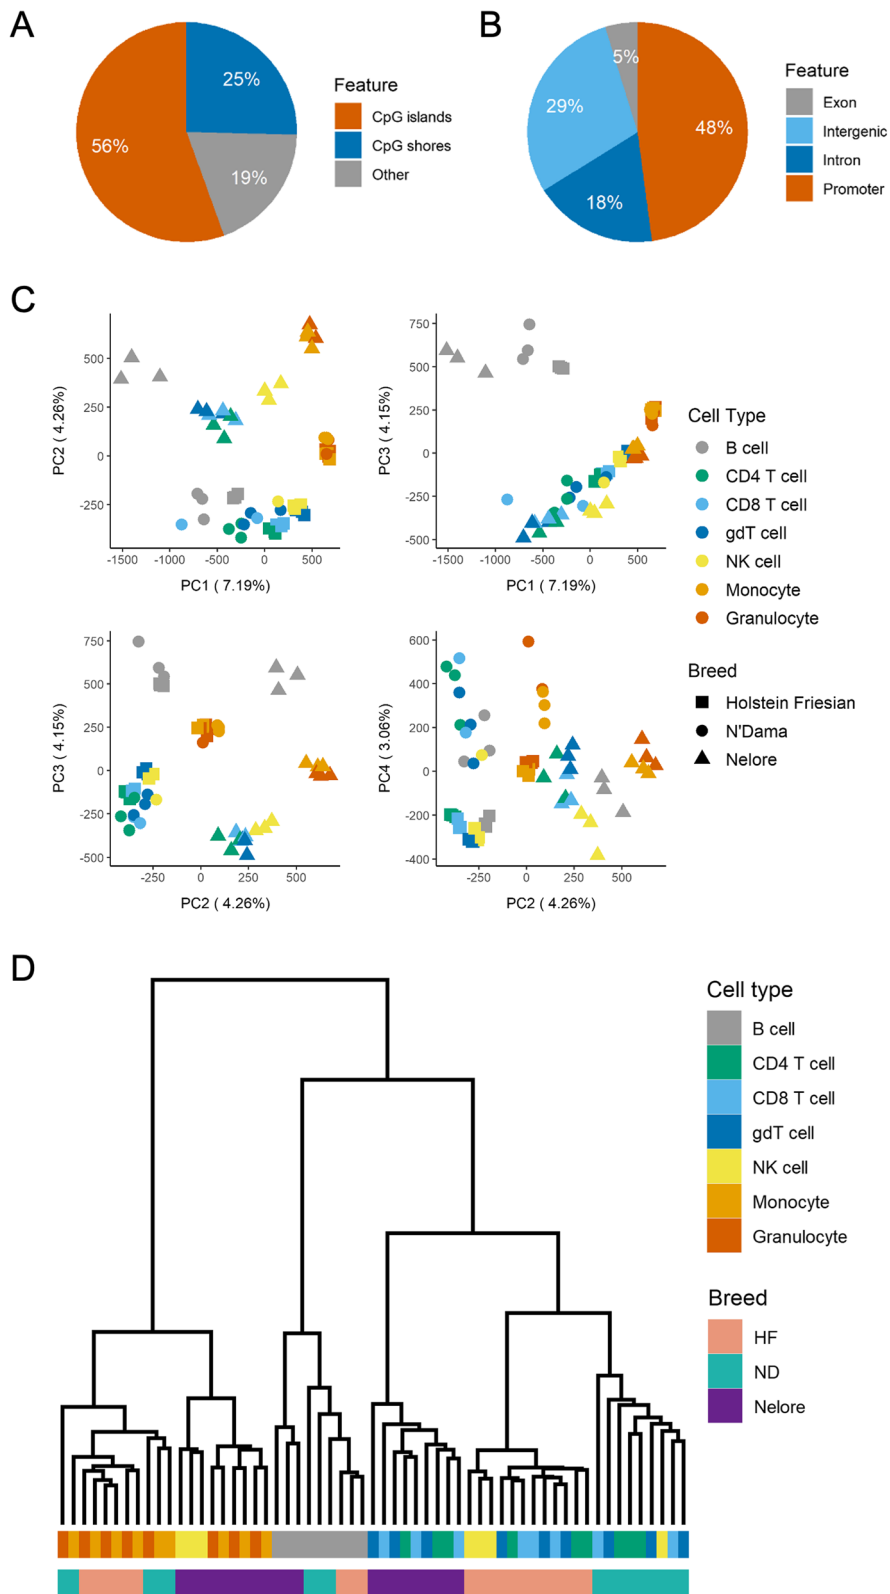 A
25%
56%
19%
Feature
CpG islands
CpG shores
Other
B
5%
29%
48%
18%
Feature
Exon
Intergenic
Intron
Promoter
C
500
250
0
-250
-1500 -1000 -500 0 500
PC2 ( 4.26%)
PC1 ( 7.19%)
750
500
250
0
-250
-500
-1500 -1000 -500 0 500
PC3 ( 4.15%)
PC1 ( 7.19%)
750
500
250
0
-250
-500
-250 0 250 500
PC3 ( 4.15%)
PC2 ( 4.26%)
600
400
200
0
-200
-400
-250 0 250 500
PC4 ( 3.06%)
PC2 ( 4.26%)
Cell Type
B cell
CD4 T cell
CD8 T cell
gdT cell
NK cell
Monocyte
Granulocyte
Breed
Holstein Friesian
N'Dama
Nelore
D
Cell type
B cell
CD4 T cell
CD8 T cell
gdT cell
NK cell
Monocyte
Granulocyte
Breed
HF
ND
Nelore